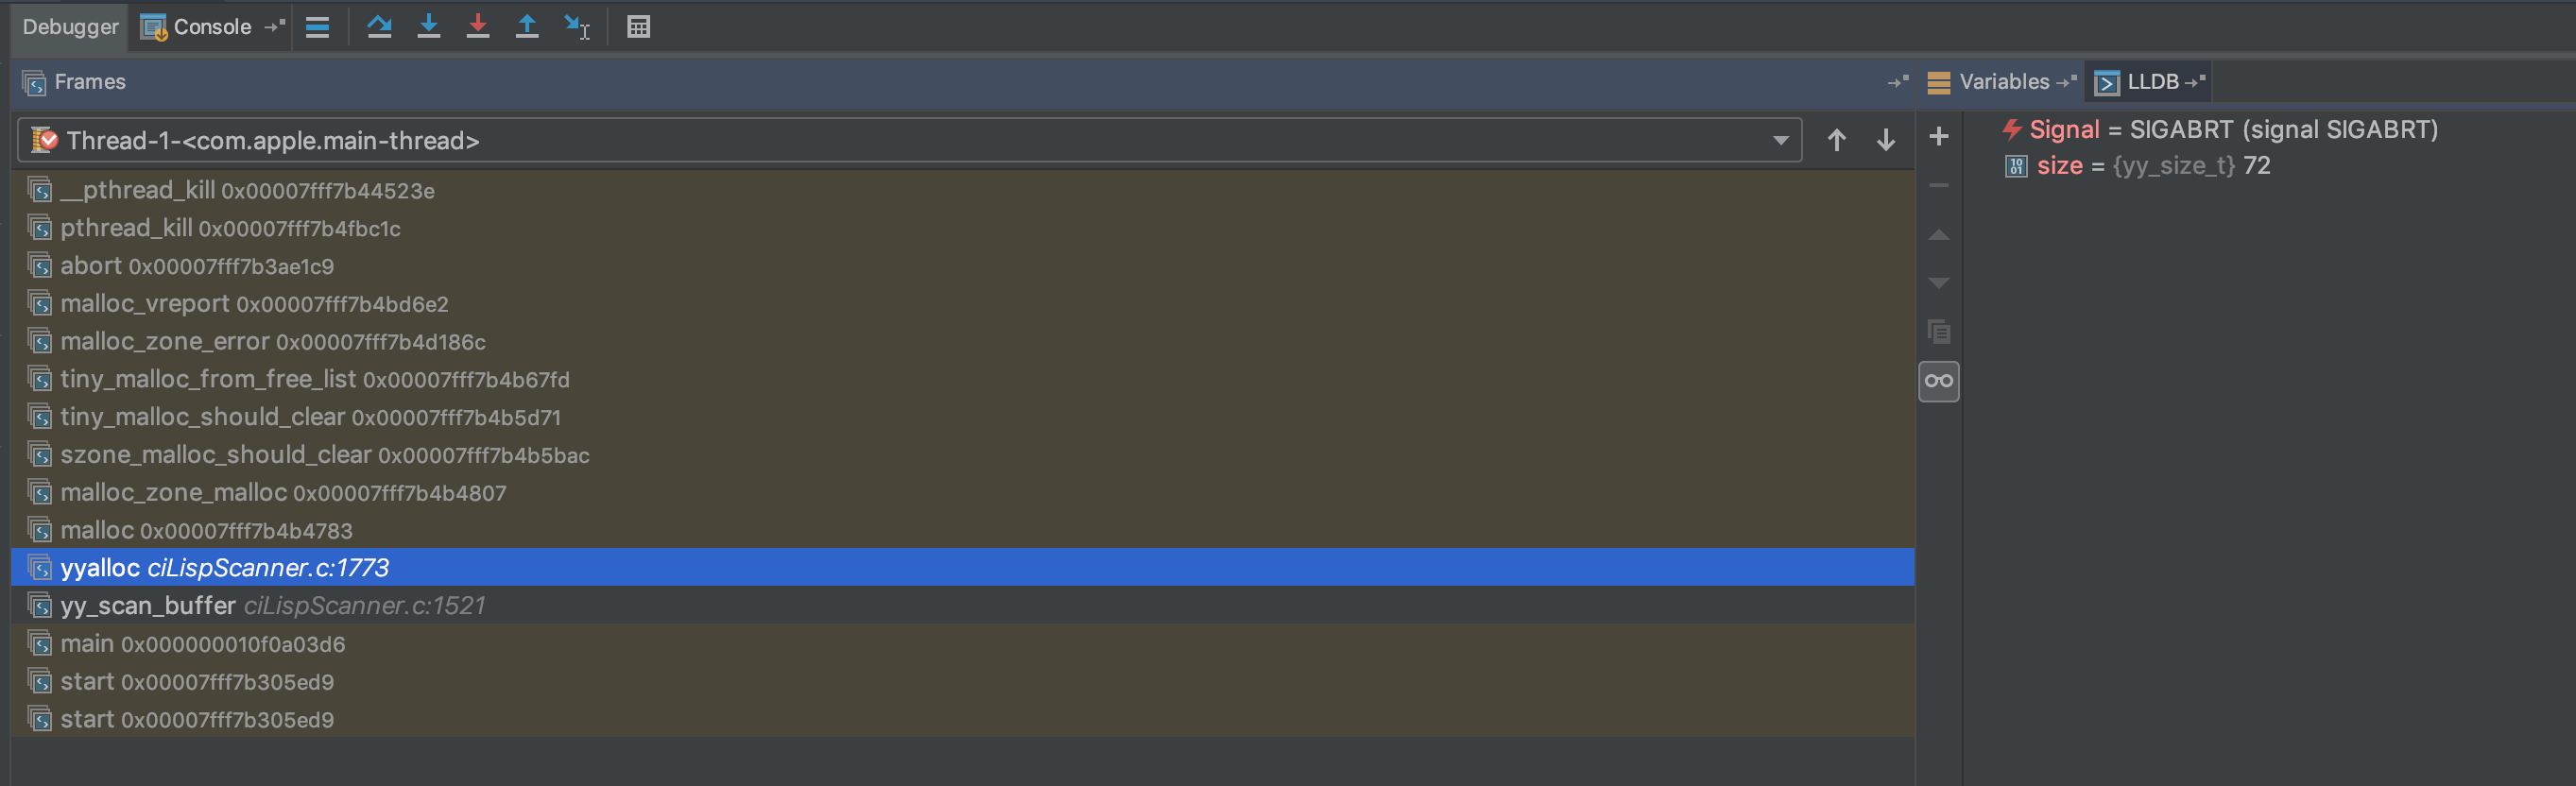 Debugger Console
Frames
Variables LLDB
Thread-1-<com.apple.main-thread>
Signal = SIGABRT (signal SIGABRT)
size = {yy_size_t} 72
__pthread_kill 0x00007fff7b44523e
pthread_kill 0x00007fff7b4fbc1c
abort 0x00007fff7b3ae1c9
malloc_vreport 0x00007fff7b4bd6e2
malloc_zone_error 0x00007fff7b4d186c
tiny_malloc_from_free_list 0x00007fff7b4b67fd
tiny_malloc_should_clear 0x00007fff7b4b5d71
szone_malloc_should_clear 0x00007fff7b4b5bac
malloc_zone_malloc 0x00007fff7b4b4807
malloc 0x00007fff7b4b4783
yyalloc ciLispScanner.c:1773
yy_scan_buffer ciLispScanner.c:1521
main 0x000000010f0a03d6
start 0x00007fff7b305ed9
start 0x00007fff7b305ed9